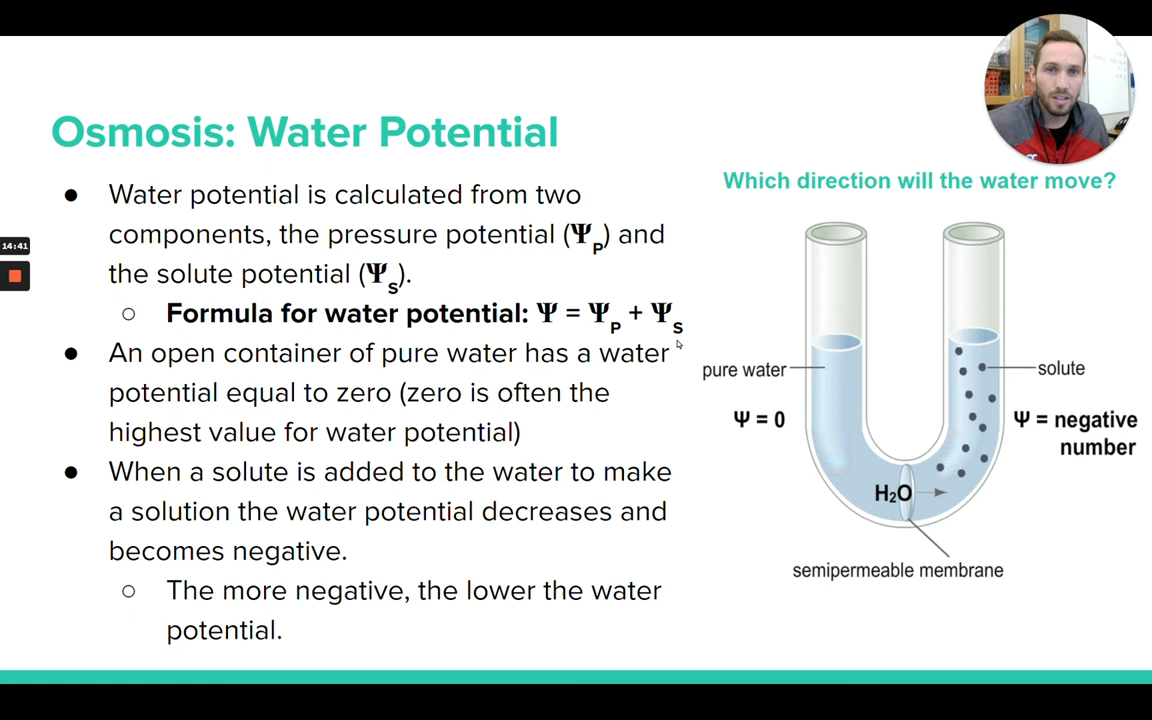 Osmosis: Water Potential
● Water potential is calculated from two
components, the pressure potential (ΨP) and
the solute potential (ΨS).
○ Formula for water potential: Ψ = ΨP + ΨS
● An open container of pure water has a water
potential equal to zero (zero is often the
highest value for water potential)
● When a solute is added to the water to make
a solution the water potential decreases and
becomes negative.
○ The more negative, the lower the water
potential.
14:41
Which direction will the water move?
pure water
solute
Ψ = 0
Ψ = negative
number
H₂O
semipermeable membrane